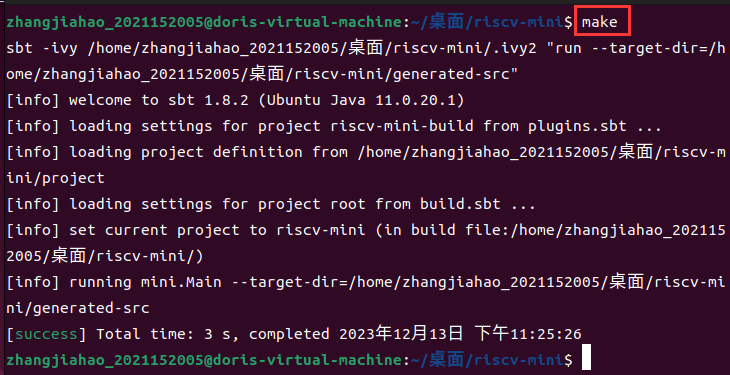 zhangjiahao_2021152005@doris-virtual-machine:~/桌面/riscv-mini$ make
sbt -ivy /home/zhangjiahao_2021152005/桌面/riscv-mini/.ivy2 "run --target-dir=/h
ome/zhangjiahao_2021152005/桌面/riscv-mini/generated-src"
[info] welcome to sbt 1.8.2 (Ubuntu Java 11.0.20.1)
[info] loading settings for project riscv-mini-build from plugins.sbt ...
[info] loading project definition from /home/zhangjiahao_2021152005/桌面/riscv-m
ini/project
[info] loading settings for project root from build.sbt ...
[info] set current project to riscv-mini (in build file:/home/zhangjiahao_202115
2005/桌面/riscv-mini/)
[info] running mini.Main --target-dir=/home/zhangjiahao_2021152005/桌面/riscv-mi
ni/generated-src
[success] Total time: 3 s, completed 2023年12月13日 下午11:25:26
zhangjiahao_2021152005@doris-virtual-machine:~/桌面/riscv-mini$